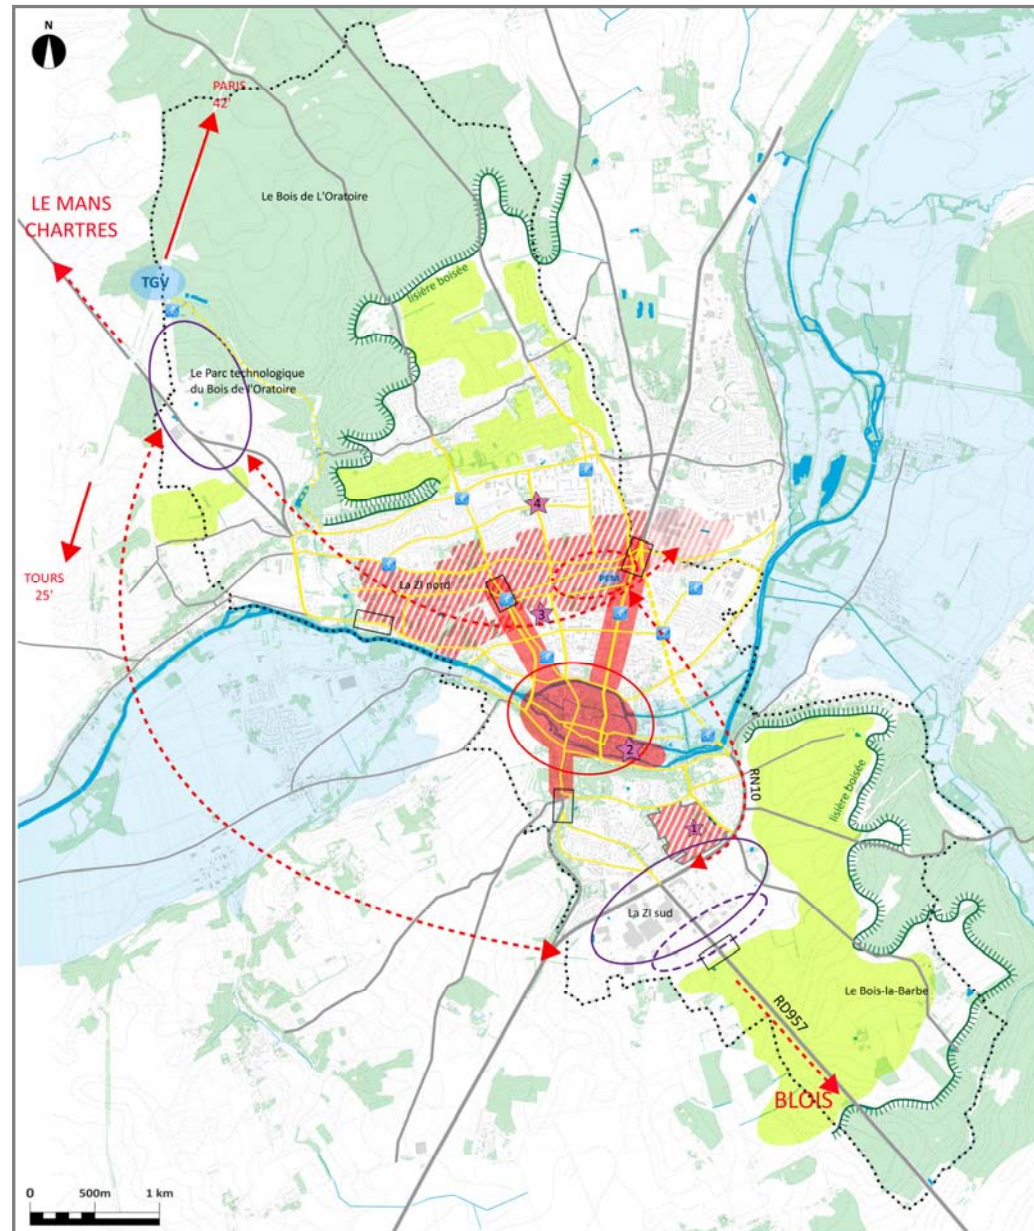 N
PARIS
42'
LE MANS
CHARTRES
Le Bois de L'Oratoire
TGV
lisière boisée
Le Parc technologique
du Bois de l'Oratoire
4
TOURS
25'
La ZI nord
PEM
3
2
RN10
lisière boisée
1
La ZI sud
Le Bois-la-Barbe
RD957
BLOIS
0 500m 1 km